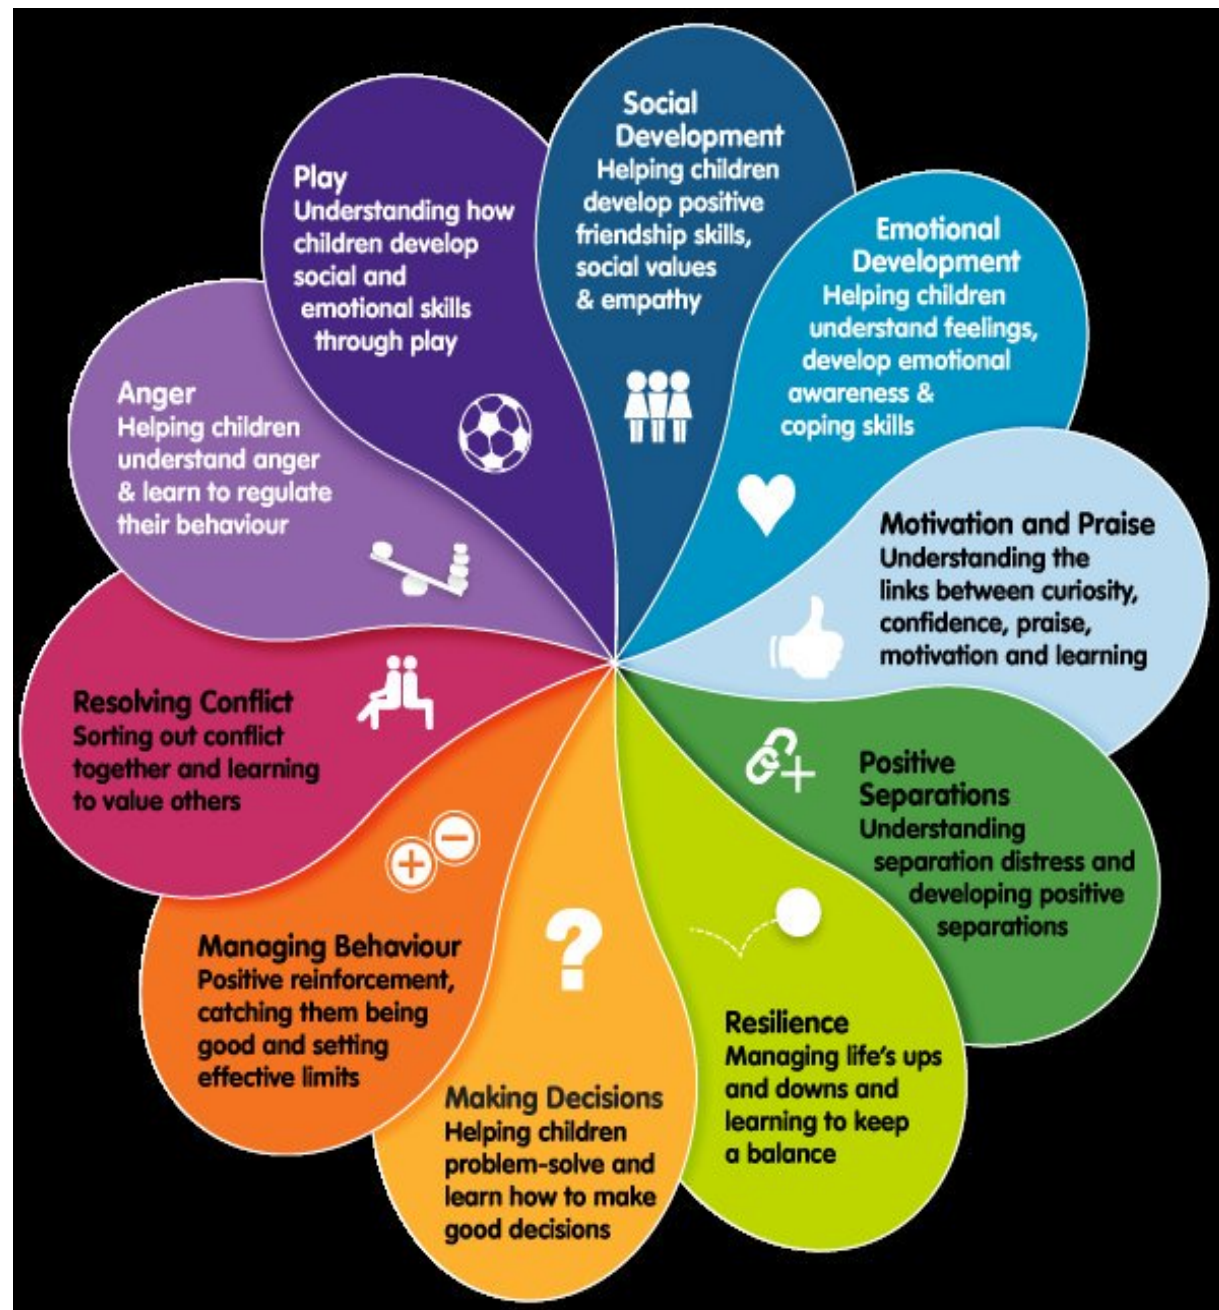 Social
Development
Helping children
develop positive
friendship skills,
social values
& empathy
Emotional
Development
Helping children
understand feelings,
develop emotional
awareness &
coping skills
Motivation and Praise
Understanding the
links between curiosity,
confidence, praise,
motivation and learning
Positive
Separations
Understanding
separation distress and
developing positive
separations
Resilience
Managing life's ups
and downs and
learning to keep
a balance
Making Decisions
Helping children
problem-solve and
learn how to make
good decisions
Managing Behaviour
Positive reinforcement,
catching them being
good and setting
effective limits
Resolving Conflict
Sorting out conflict
together and learning
to value others
Anger
Helping children
understand anger
& learn to regulate
their behaviour
Play
Understanding how
children develop
social and
emotional skills
through play